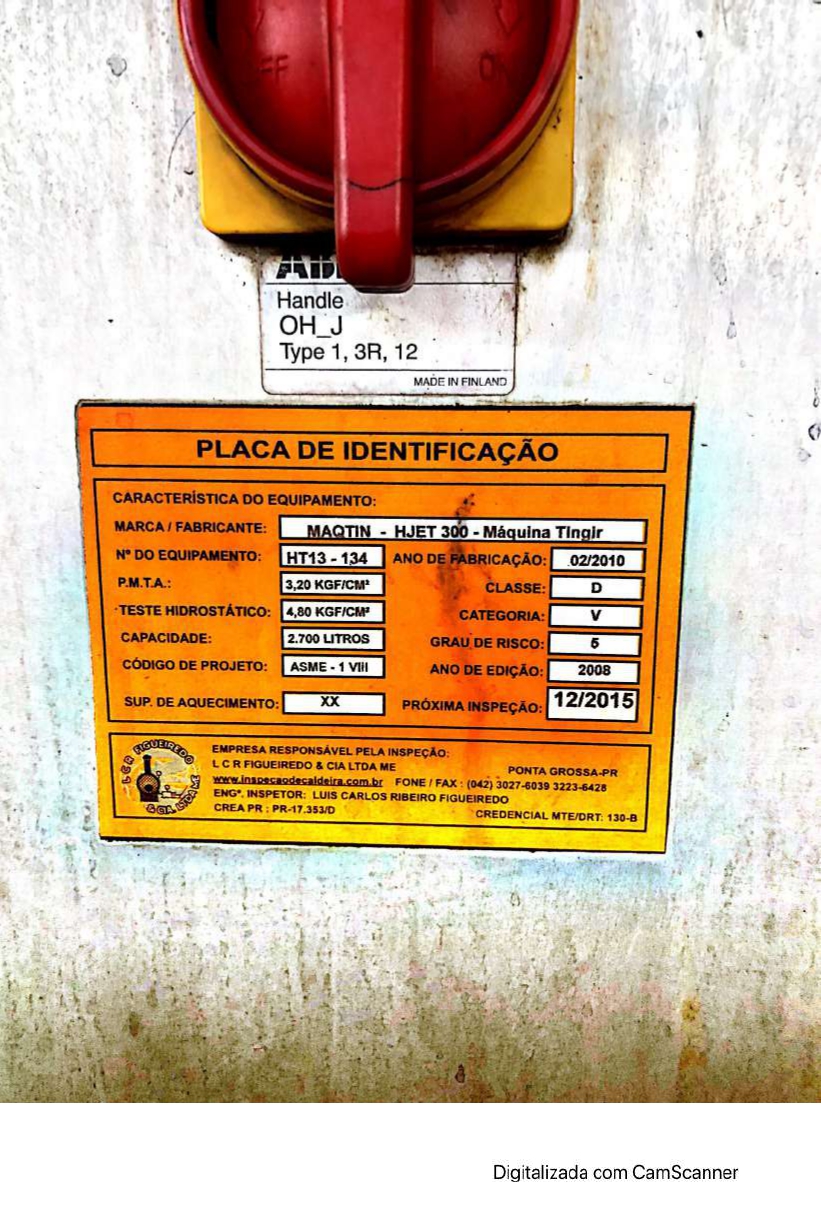 OFF ON
ABB
Handle
OH_J
Type 1, 3R, 12
MADE IN FINLAND
PLACA DE IDENTIFICAÇÃO
CARACTERÍSTICA DO EQUIPAMENTO:
MARCA / FABRICANTE: MAQTIN - HJET 300 - Máquina Tingir
Nº DO EQUIPAMENTO: HT13 - 134 ANO DE FABRICAÇÃO: 02/2010
P.M.T.A.: 3,20 KGF/CM² CLASSE: D
TESTE HIDROSTÁTICO: 4,80 KGF/CM² CATEGORIA: V
CAPACIDADE: 2.700 LITROS GRAU DE RISCO: 5
CÓDIGO DE PROJETO: ASME - 1 VIII ANO DE EDIÇÃO: 2008
SUP. DE AQUECIMENTO: XX PRÓXIMA INSPEÇÃO: 12/2015
L C R FIGUEIREDO & CIA LTDA ME
EMPRESA RESPONSÁVEL PELA INSPEÇÃO:
L C R FIGUEIREDO & CIA LTDA ME PONTA GROSSA-PR
www.inspecaodecaldeira.com.br FONE / FAX : (042) 3027-6039 3223-6428
ENGº. INSPETOR: LUIS CARLOS RIBEIRO FIGUEIREDO
CREA PR : PR-17.353/D CREDENCIAL MTE/DRT: 130-B
Digitalizada com CamScanner